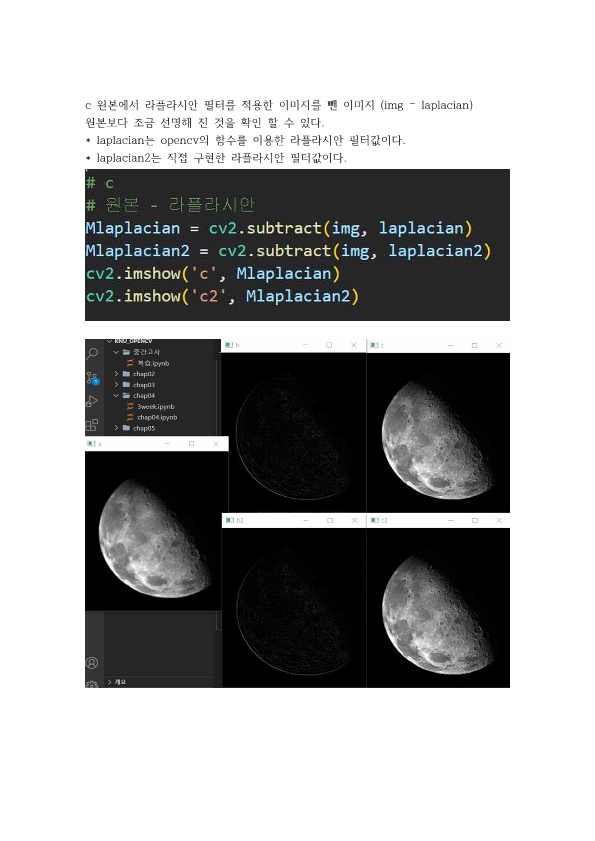 c 원본에서 라플라시안 필터를 적용한 이미지를 뺀 이미지 (img - laplacian)
원본보다 조금 선명해 진 것을 확인 할 수 있다.
* laplacian는 opencv의 함수를 이용한 라플라시안 필터값이다.
* laplacian2는 직접 구현한 라플라시안 필터값이다.
# c
# 원본 - 라플라시안
Mlaplacian = cv2.subtract(img, laplacian)
Mlaplacian2 = cv2.subtract(img, laplacian2)
cv2.imshow('c', Mlaplacian)
cv2.imshow('c2', Mlaplacian2)
KNU_OPENCV
중간고사
복습.ipynb
chap02
chap03
chap04
3week.ipynb
chap04.ipynb
chap05
b
c
a
b2
c2
개요